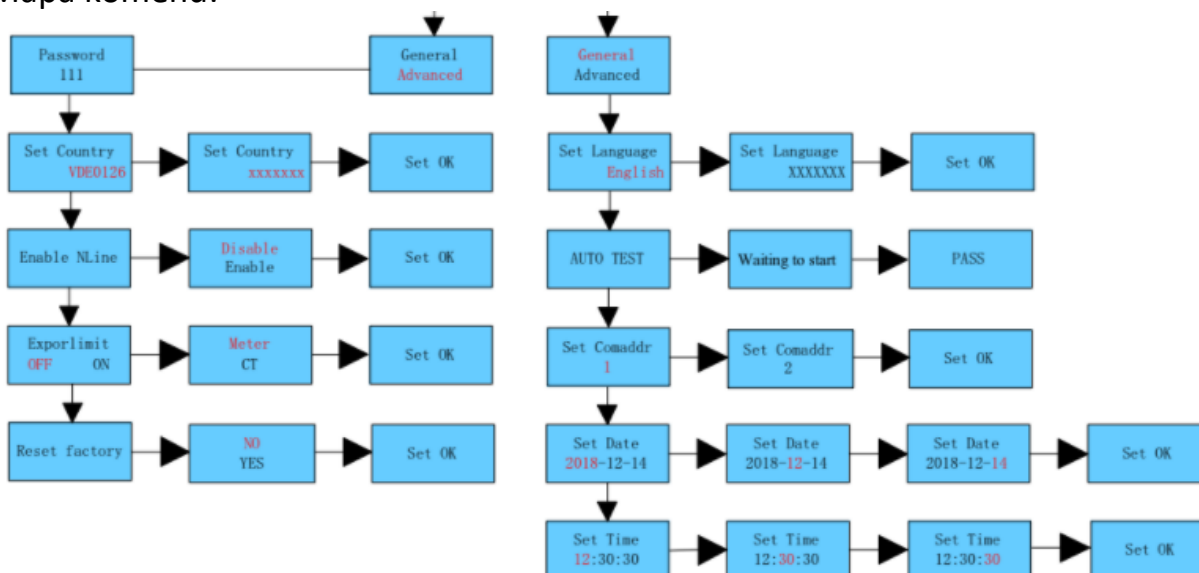 Password
111
General
Advanced
Set Country
VDE0126
Set Country
xxxxxxx
Set OK
Enable NLine
Disable
Enable
Set OK
Exporlimit
OFF ON
Meter
CT
Set OK
Reset factory
NO
YES
Set OK
General
Advanced
Set Language
English
Set Language
XXXXXXX
Set OK
AUTO TEST
Waiting to start
PASS
Set Comaddr
1
Set Comaddr
2
Set OK
Set Date
2018-12-14
Set Date
2018-12-14
Set Date
2018-12-14
Set OK
Set Time
12:30:30
Set Time
12:30:30
Set Time
12:30:30
Set OK